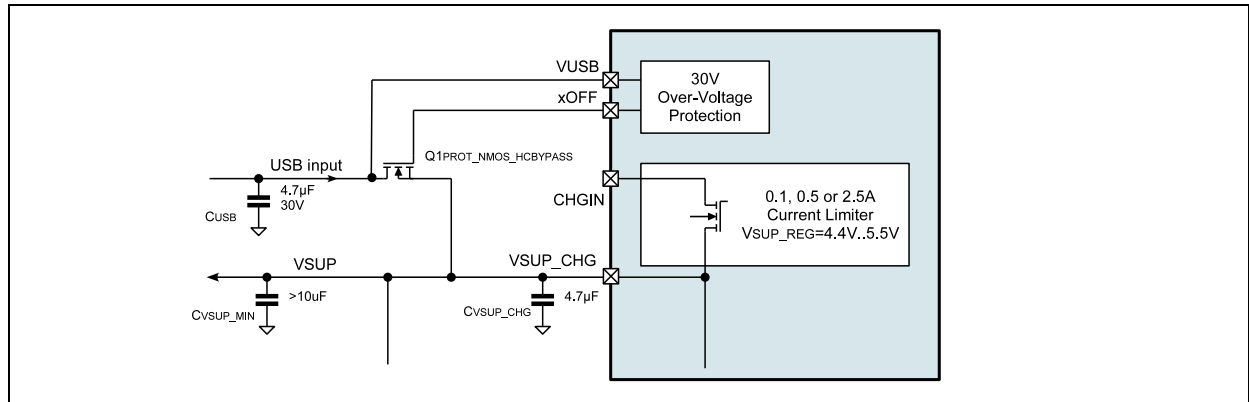 VUSB
30V
Over-Voltage
Protection
xOFF
Q1PROT_NMOS_HCBYPASS
USB input
4.7µF
30V
CUSB
CHGIN
0.1, 0.5 or 2.5A
Current Limiter
VSUP_REG=4.4V..5.5V
VSUP
VSUP_CHG
>10uF
CVSUP_MIN
4.7µF
CVSUP_CHG